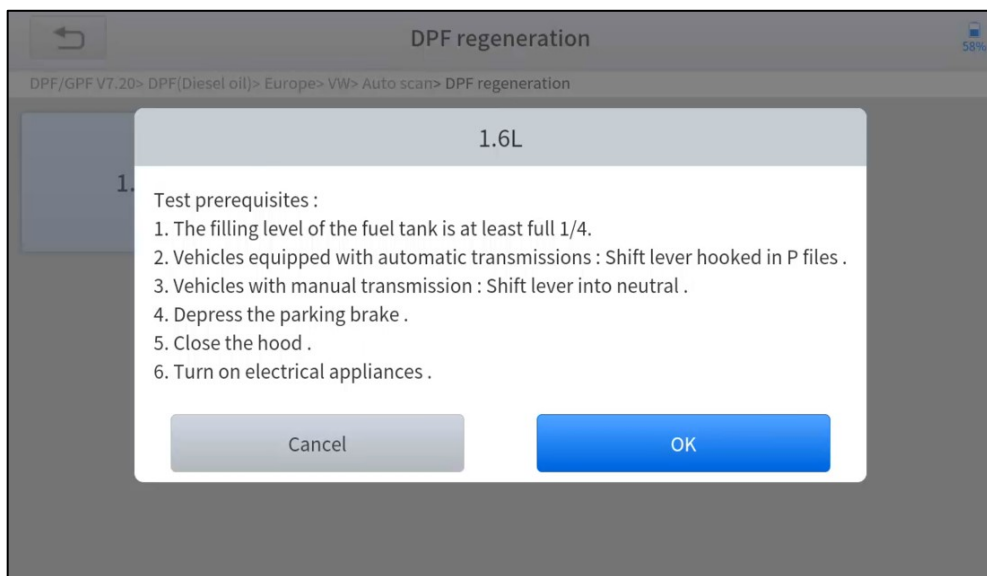 DPF regeneration
58%
DPF/GPF V7.20> DPF(Diesel oil)> Europe> VW> Auto scan> DPF regeneration
1.6L
1.
Test prerequisites :
1. The filling level of the fuel tank is at least full 1/4.
2. Vehicles equipped with automatic transmissions : Shift lever hooked in P files .
3. Vehicles with manual transmission : Shift lever into neutral .
4. Depress the parking brake .
5. Close the hood .
6. Turn on electrical appliances .
Cancel
OK